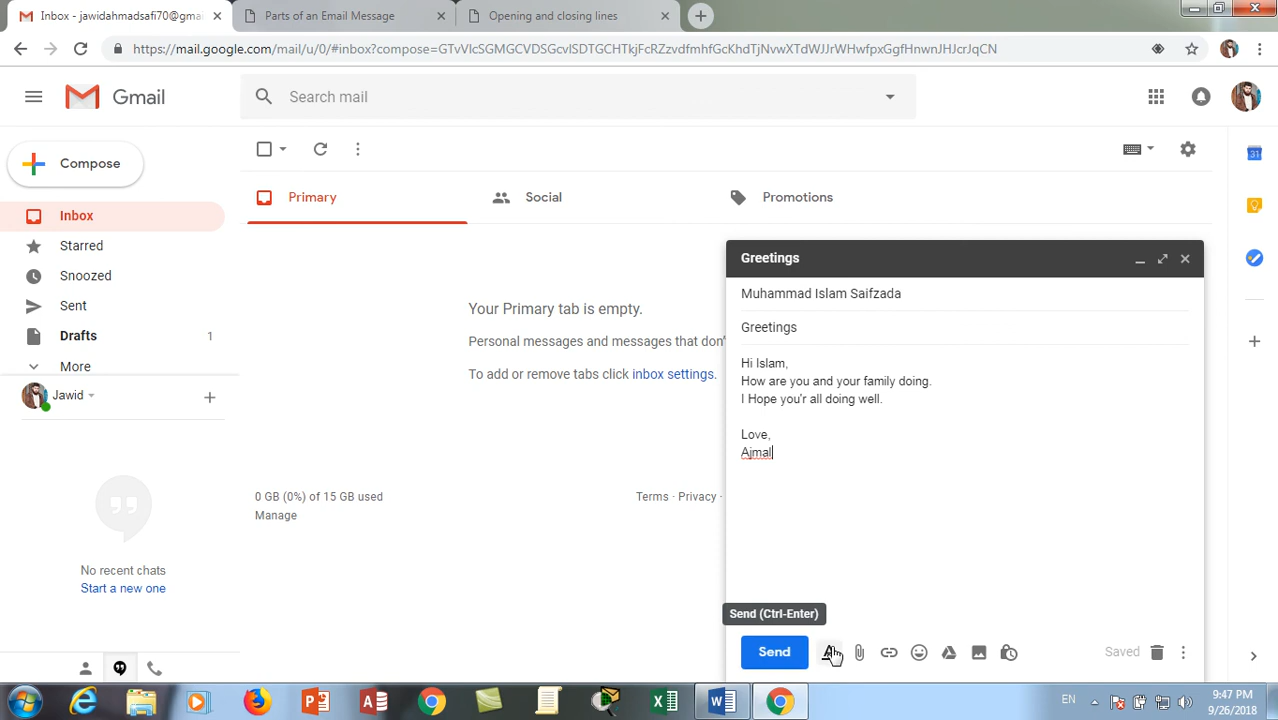 Inbox - jawidahmadsafi70@gmai
Parts of an Email Message
Opening and closing lines
https://mail.google.com/mail/u/0/#inbox?compose=GTvVlcSGMGCVDSGcvlSDTGCHTkjFcRZzvdfmhfGcKhdTjNvwXTdWJJrWHwfpxGgfHnwnJHJcrJqCN
Gmail
Search mail
Compose
Primary
Social
Promotions
Inbox
Starred
Snoozed
Sent
Drafts 1
More
Jawid
Your Primary tab is empty.
Personal messages and messages that don't
To add or remove tabs click inbox settings.
Greetings
Muhammad Islam Saifzada
Greetings
Hi Islam,
How are you and your family doing.
I Hope you'r all doing well.
Love,
Ajmal
0 GB (0%) of 15 GB used
Manage
Terms · Privacy ·
No recent chats
Start a new one
Send (Ctrl-Enter)
Send
Saved
31
EN
9:47 PM
9/26/2018